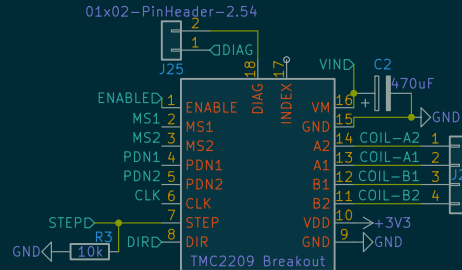 01x02-PinHeader-2.54
2
1
DIAG
J25
18
17
DIAG
INDEX
VIN
C2
470uF
+
ENABLED
1
ENABLE
VM
16
MS1
2
MS1
GND
15
GND
MS2
3
MS2
A2
14
COIL-A2
1
PDN1
4
PDN1
A1
13
COIL-A1
2
PDN2
5
PDN2
B1
12
COIL-B1
3
CLK
6
CLK
B2
11
COIL-B2
4
STEP
7
STEP
VDD
10
+3V3
R3
GND
10k
DIR
8
DIR
GND
9
GND
TMC2209 Breakout